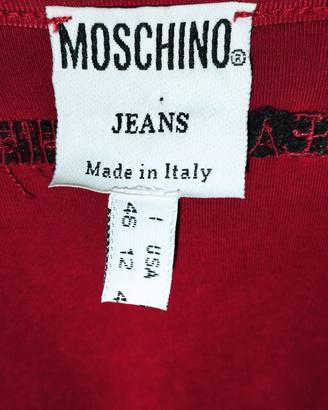 MOSCHINO®
JEANS
Made in Italy
I USA
46 12